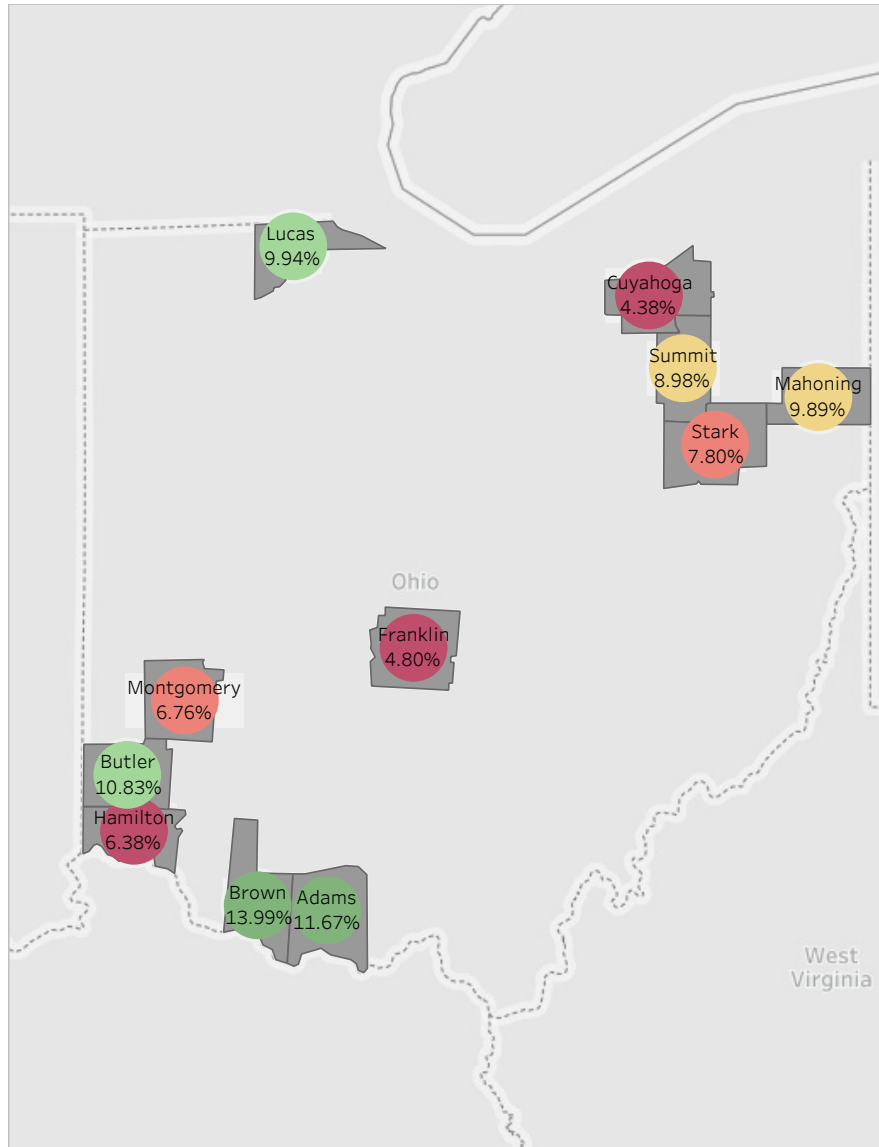 Lucas
9.94%
Cuyahoga
4.38%
Summit
8.98%
Mahoning
9.89%
Stark
7.80%
Ohio
Franklin
4.80%
Montgomery
6.76%
Butler
10.83%
Hamilton
6.38%
Brown
13.99%
Adams
11.67%
West
Virginia